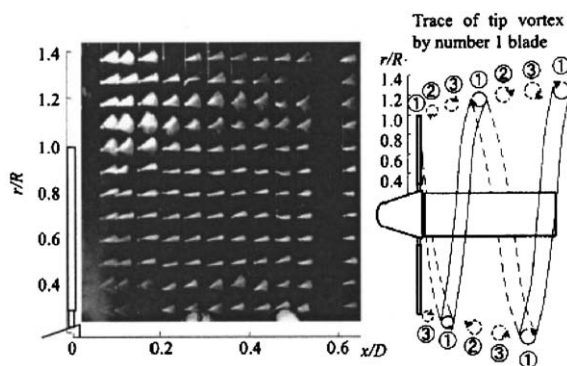 Trace of tip vortex
by number 1 blade
r/R
1.4
1.2
1.0
0.8
0.6
0.4
r/R
0
0.2
0.4
0.6
x/D
r/R
1.4
1.2
1.0
0.8
0.6
0.4
① ② ③ ① ② ③ ①
③ ① ② ③ ①